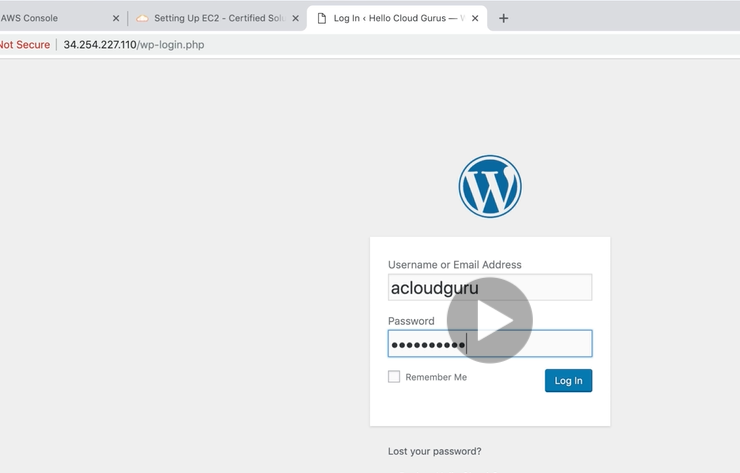 AWS Console
Setting Up EC2 - Certified Sol
Log In ‹ Hello Cloud Gurus —
Not Secure | 34.254.227.110/wp-login.php
Username or Email Address
acloudguru
Password
••••••••••
Remember Me
Log In
Lost your password?